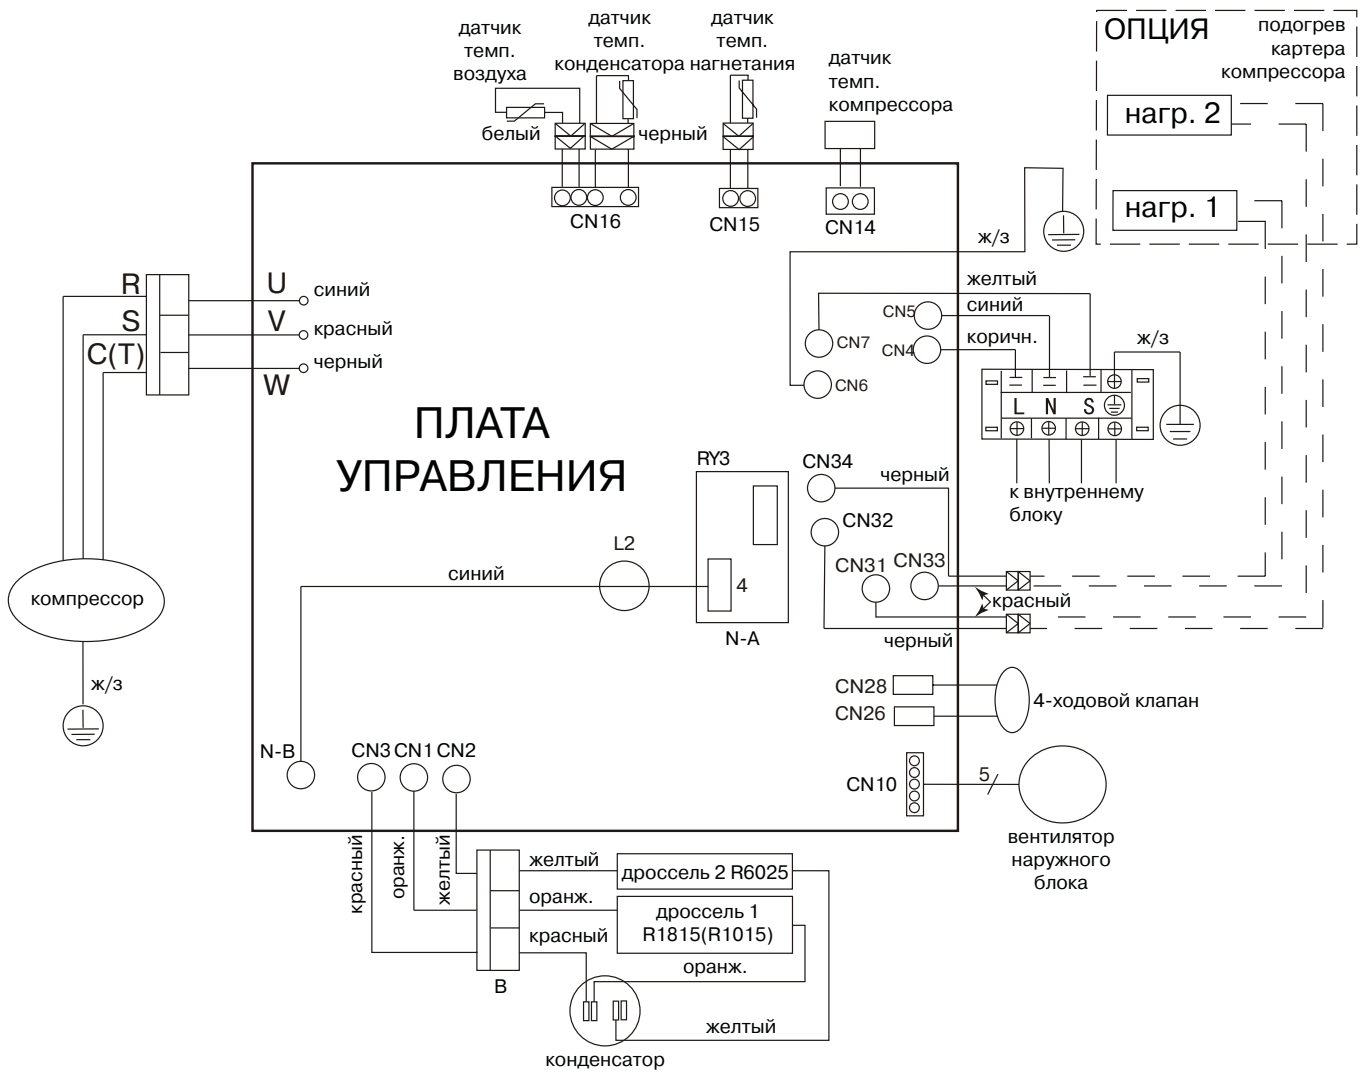 датчик
темп.
воздуха
датчик
темп.
конденсатора
датчик
темп.
нагнетания
датчик
темп.
компрессора
ОПЦИЯ
подогрев
картера
компрессора
нагр. 2
нагр. 1
белый
черный
CN16
CN15
CN14
ж/з
желтый
CN5
синий
CN7
CN4
коричн.
ж/з
CN6
L N S
к внутреннему
блоку
R
S
C(T)
U
синий
V
красный
черный
W
ПЛАТА
УПРАВЛЕНИЯ
RY3
4
N-A
L2
синий
CN34
черный
CN32
CN31
CN33
красный
черный
компрессор
ж/з
CN28
CN26
4-ходовой клапан
CN10
5
вентилятор
наружного
блока
N-B
CN3
CN1
CN2
красный
оранж.
желтый
желтый
дроссель 2 R6025
оранж.
дроссель 1
R1815(R1015)
красный
оранж.
B
желтый
конденсатор